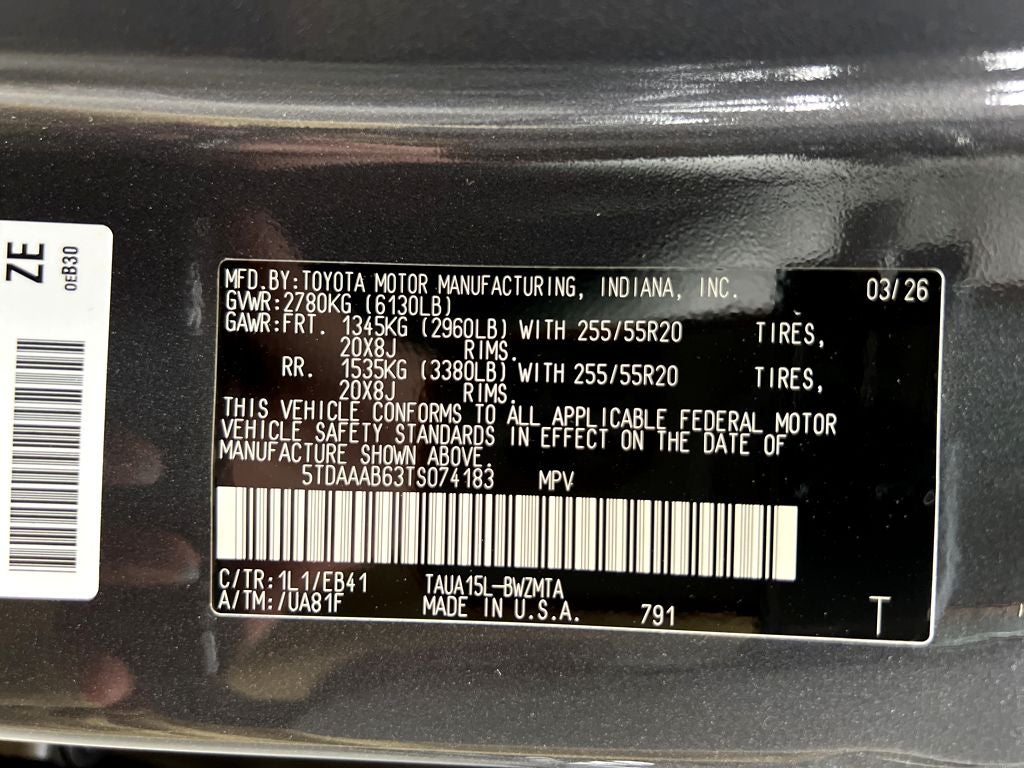 ZE
0EB30
MFD.BY:TOYOTA MOTOR MANUFACTURING, INDIANA, INC. 03/26
GVWR:2780KG (6130LB)
GAWR:FRT. 1345KG (2960LB) WITH 255/55R20 TIRES,
20X8J RIMS.
RR. 1535KG (3380LB) WITH 255/55R20 TIRES,
20X8J RIMS.
THIS VEHICLE CONFORMS TO ALL APPLICABLE FEDERAL MOTOR
VEHICLE SAFETY STANDARDS IN EFFECT ON THE DATE OF
MANUFACTURE SHOWN ABOVE.
5TDAAAB63TS074183 MPV
C/TR:1L1/EB41 TAUA15L-BWZMTA
A/TM:/UA81F MADE IN U.S.A. 791 T